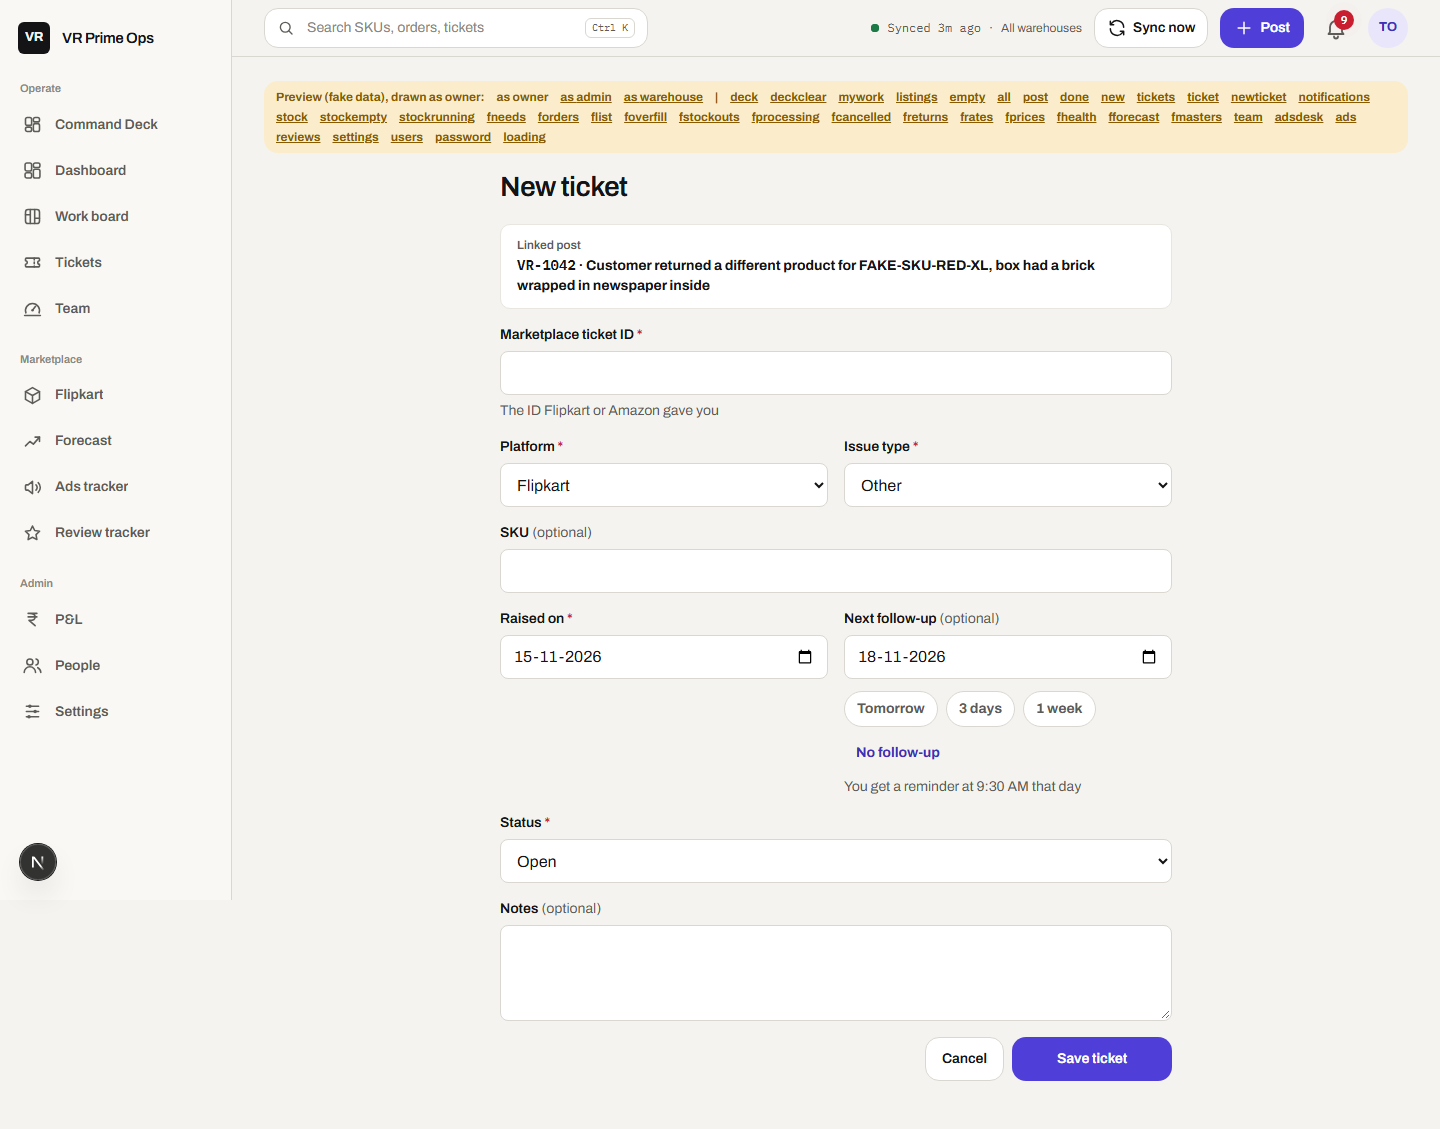 VR
VR Prime Ops
Search SKUs, orders, tickets
Ctrl K
Synced 3m ago · All warehouses
Sync now
Post
9
TO
Operate
Command Deck
Dashboard
Work board
Tickets
Team
Marketplace
Flipkart
Forecast
Ads tracker
Review tracker
Admin
P&L
People
Settings
N
Preview (fake data), drawn as owner: as owner as admin as warehouse | deck deckclear mywork listings empty all post done new tickets ticket newticket notifications
stock stockempty stockrunning fneeds forders flist foverfill fstockouts fprocessing fcancelled freturns frates fprices fhealth fforecast fmasters team adsdesk ads
reviews settings users password loading
New ticket
Linked post
VR-1042 · Customer returned a different product for FAKE-SKU-RED-XL, box had a brick
wrapped in newspaper inside
Marketplace ticket ID *
The ID Flipkart or Amazon gave you
Platform *
Issue type *
Flipkart
Other
SKU (optional)
Raised on *
Next follow-up (optional)
15-11-2026
18-11-2026
Tomorrow
3 days
1 week
No follow-up
You get a reminder at 9:30 AM that day
Status *
Open
Notes (optional)
Cancel
Save ticket